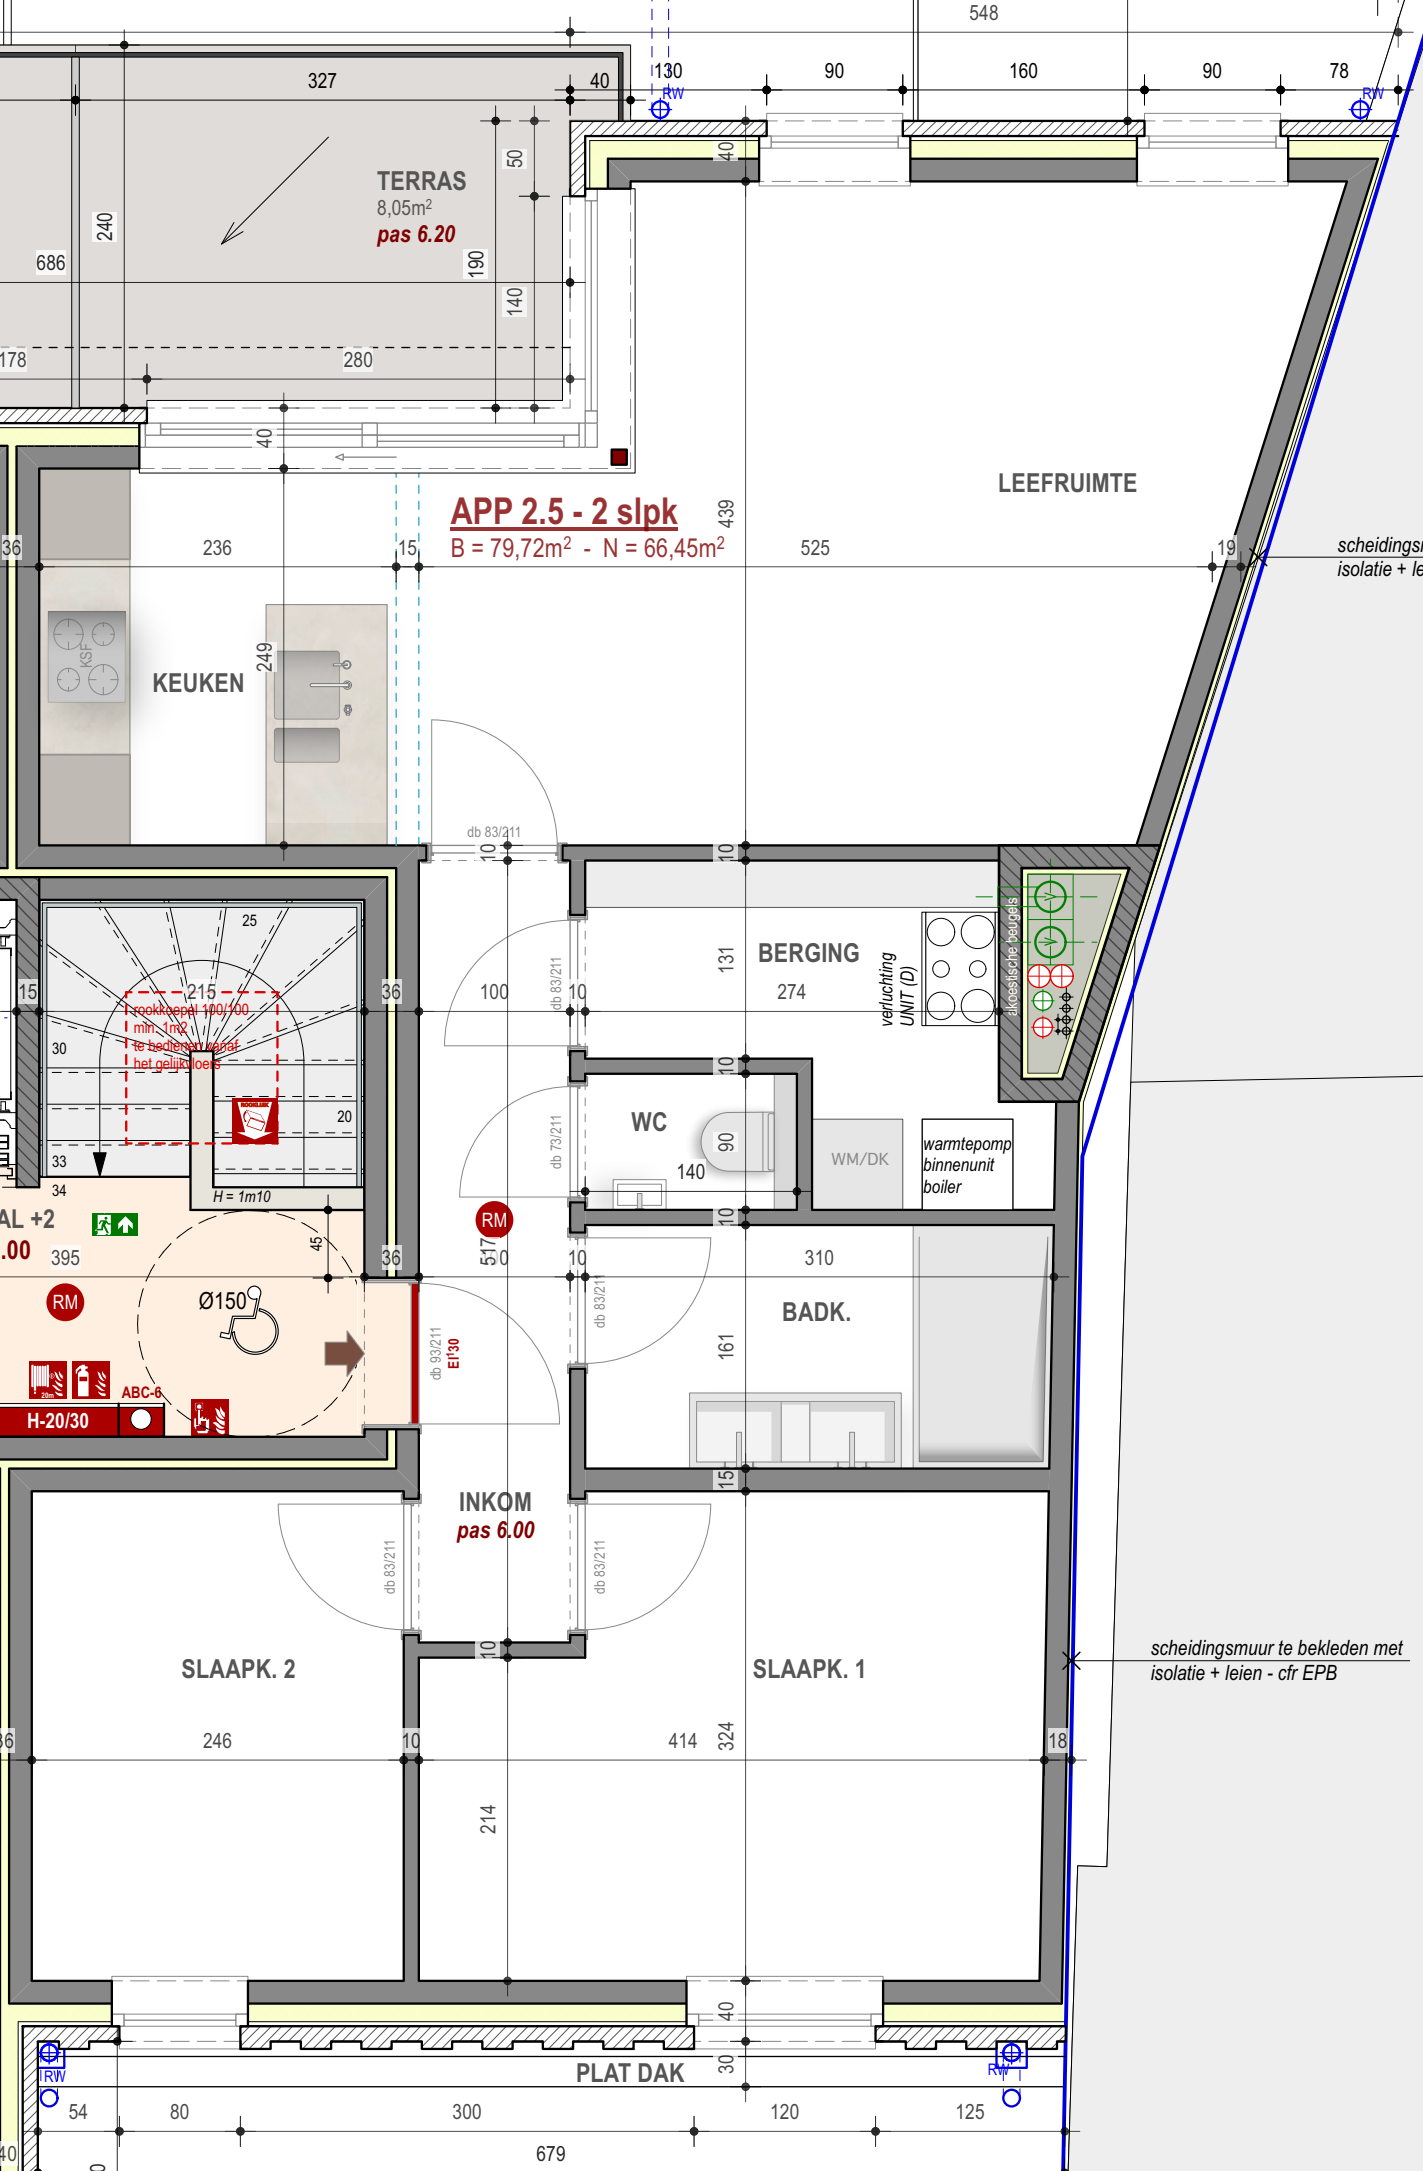 548
130
90
160
90
78
RW
RW
327
40
TERRAS
8,05m²
pas 6.20
50
240
190
140
686
40
178
280
40
APP 2.5 - 2 slpk
B = 79,72m² - N = 66,45m²
439
LEEFRUIMTE
36
236
15
525
19
KSF
KEUKEN
249
db 83/211
10
10
25
15
215
36
100
10
274
rookkoepel 100/100
min. 1m2
te bedienen vanaf
het gelijkvloers
30
ROOKLUIK
20
33
34
H = 1m10
db 83/211
BERGING
131
verluchting
UNIT (D)
akoestische beugels
V
V
10
WC
db 73/211
90
140
WM/DK
warmtepomp
binnenunit
boiler
10
AL +2
.00
395
45
36
RM
517
10
310
RM
Ø150
db 93/211
EI¹30
db 83/211
BADK.
161
20m
ABC-6
H-20/30
15
INKOM
pas 6.00
db 83/211
db 83/211
10
SLAAPK. 2
SLAAPK. 1
scheidingsmuur te bekleden met
isolatie + leien - cfr EPB
36
246
10
414
324
18
214
40
30
PLAT DAK
RW
RW
54
80
300
120
125
40
679